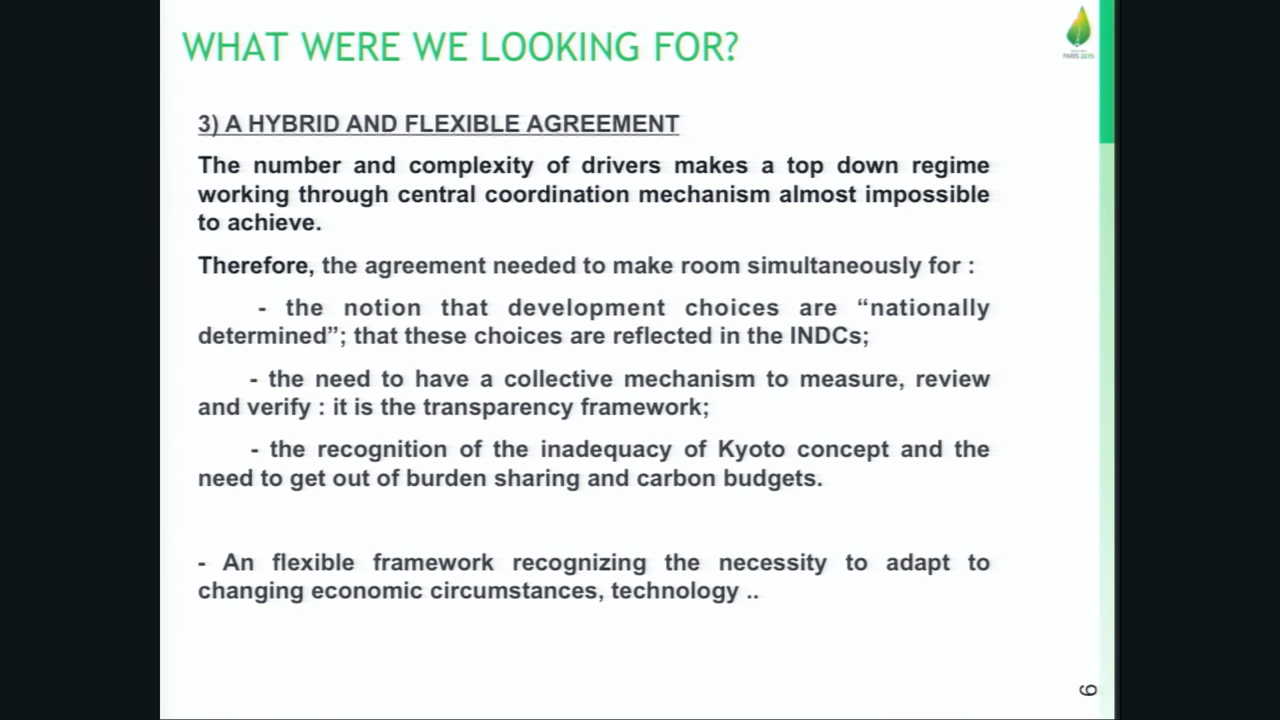 WHAT WERE WE LOOKING FOR?
PARIS 2015
3) A HYBRID AND FLEXIBLE AGREEMENT
The number and complexity of drivers makes a top down regime
working through central coordination mechanism almost impossible
to achieve.
Therefore, the agreement needed to make room simultaneously for :
- the notion that development choices are “nationally
determined”; that these choices are reflected in the INDCs;
- the need to have a collective mechanism to measure, review
and verify : it is the transparency framework;
- the recognition of the inadequacy of Kyoto concept and the
need to get out of burden sharing and carbon budgets.
- An flexible framework recognizing the necessity to adapt to
changing economic circumstances, technology ..
6